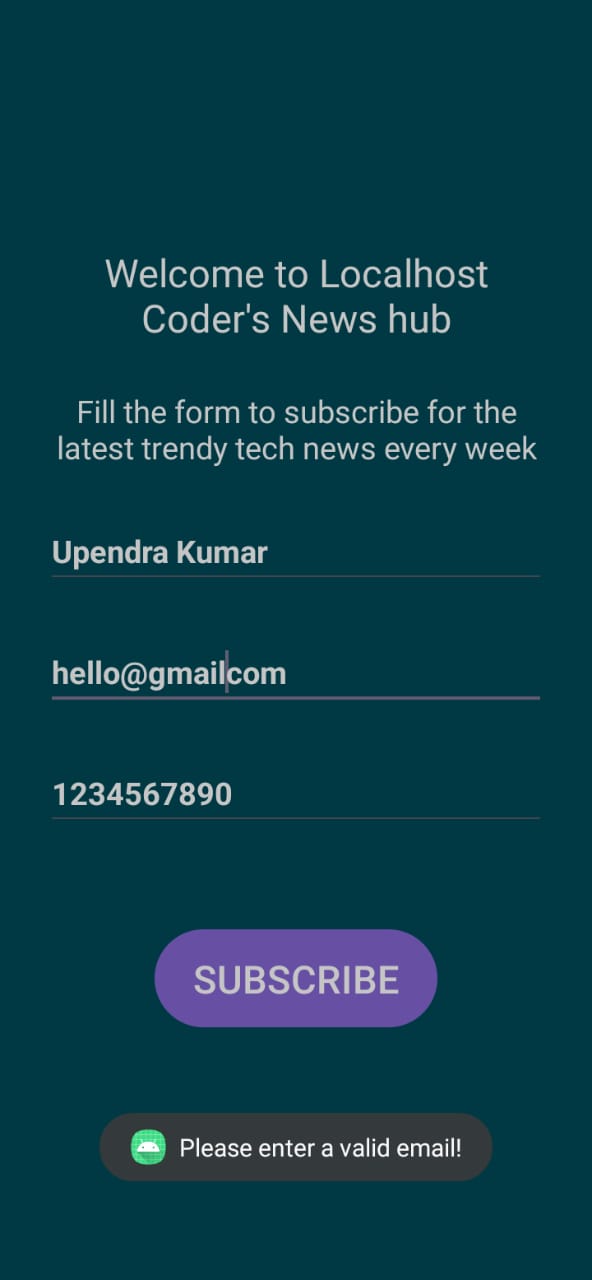 Welcome to Localhost
Coder's News hub
Fill the form to subscribe for the
latest trendy tech news every week
Upendra Kumar
hello@gmailcom
1234567890
SUBSCRIBE
Please enter a valid email!